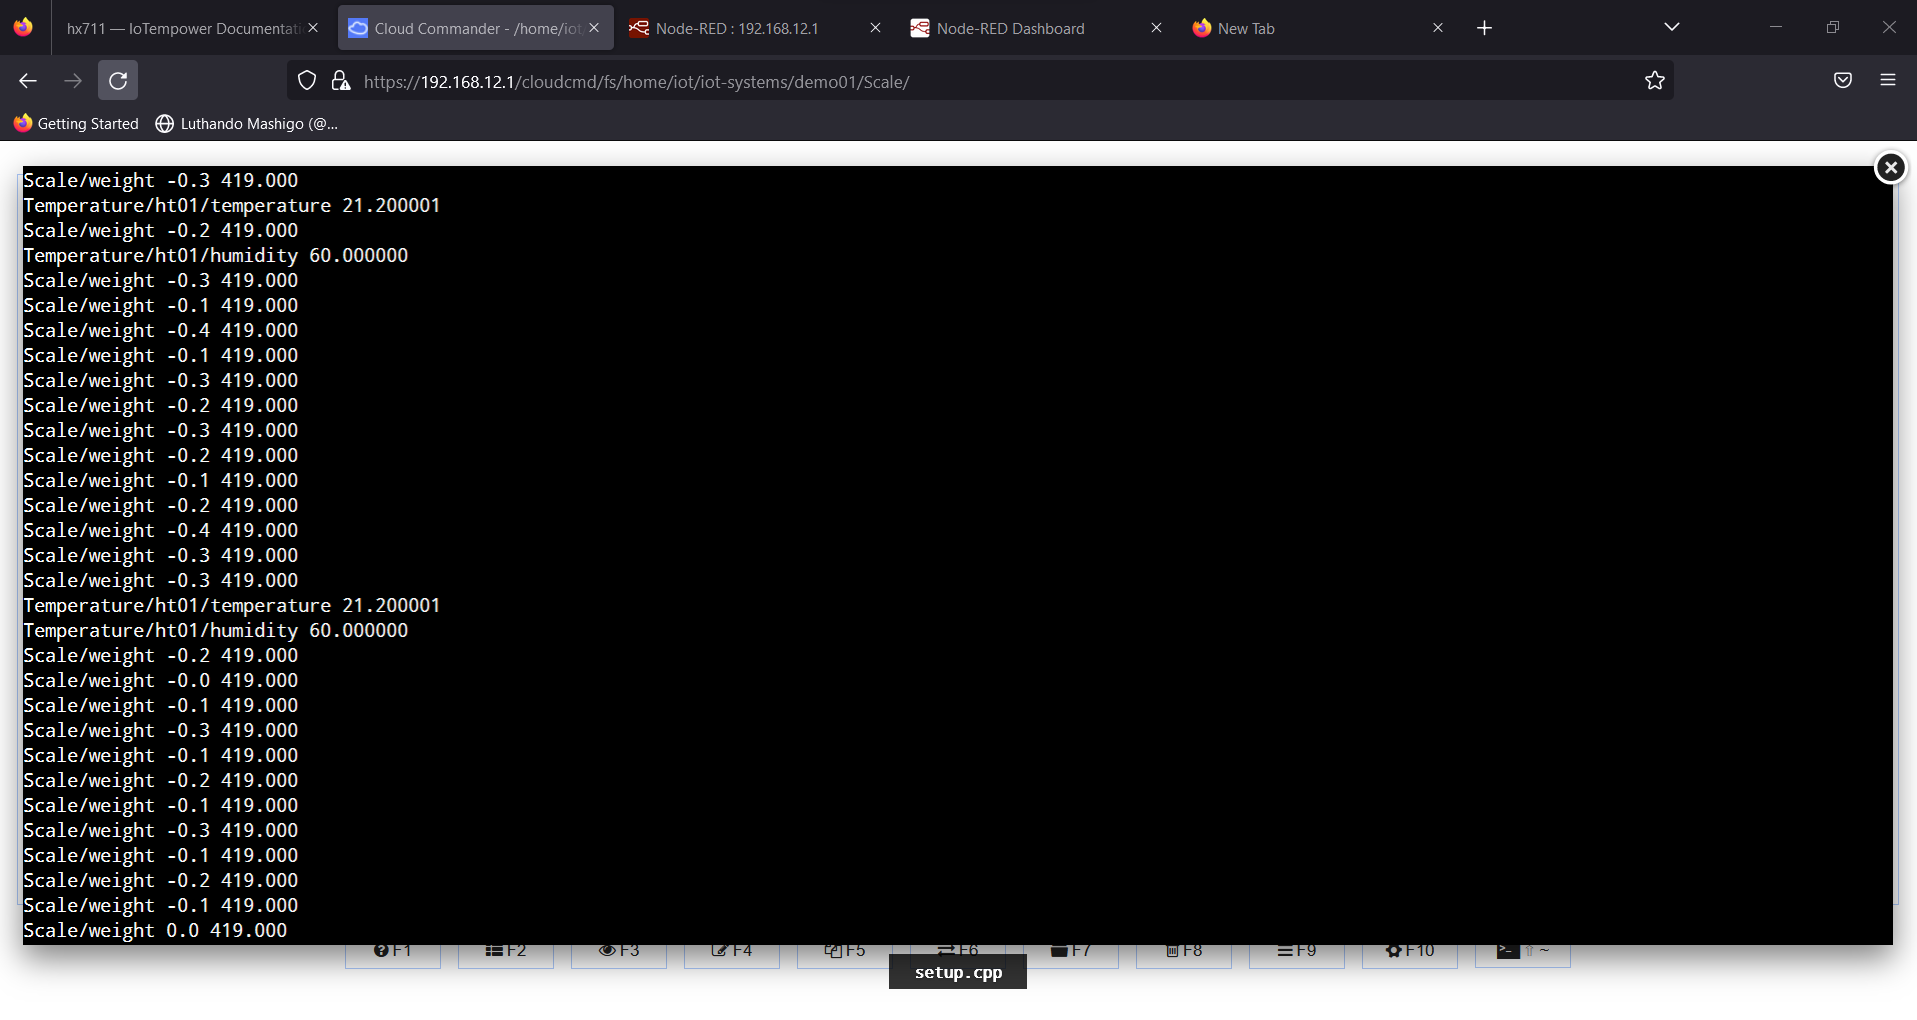 hx711 — IoTempower Documentati
Cloud Commander - /home/iot/
Node-RED : 192.168.12.1
Node-RED Dashboard
New Tab
https://192.168.12.1/cloudcmd/fs/home/iot/iot-systems/demo01/Scale/
Getting Started
Luthando Mashigo (@...
Scale/weight -0.3 419.000
Temperature/ht01/temperature 21.200001
Scale/weight -0.2 419.000
Temperature/ht01/humidity 60.000000
Scale/weight -0.3 419.000
Scale/weight -0.1 419.000
Scale/weight -0.4 419.000
Scale/weight -0.1 419.000
Scale/weight -0.3 419.000
Scale/weight -0.2 419.000
Scale/weight -0.3 419.000
Scale/weight -0.2 419.000
Scale/weight -0.1 419.000
Scale/weight -0.2 419.000
Scale/weight -0.4 419.000
Scale/weight -0.3 419.000
Scale/weight -0.3 419.000
Temperature/ht01/temperature 21.200001
Temperature/ht01/humidity 60.000000
Scale/weight -0.2 419.000
Scale/weight -0.0 419.000
Scale/weight -0.1 419.000
Scale/weight -0.3 419.000
Scale/weight -0.1 419.000
Scale/weight -0.2 419.000
Scale/weight -0.1 419.000
Scale/weight -0.3 419.000
Scale/weight -0.1 419.000
Scale/weight -0.2 419.000
Scale/weight -0.1 419.000
Scale/weight 0.0 419.000
F1 F2 F3 F4 F5 F6 F7 F8 F9 F10 ~
setup.cpp